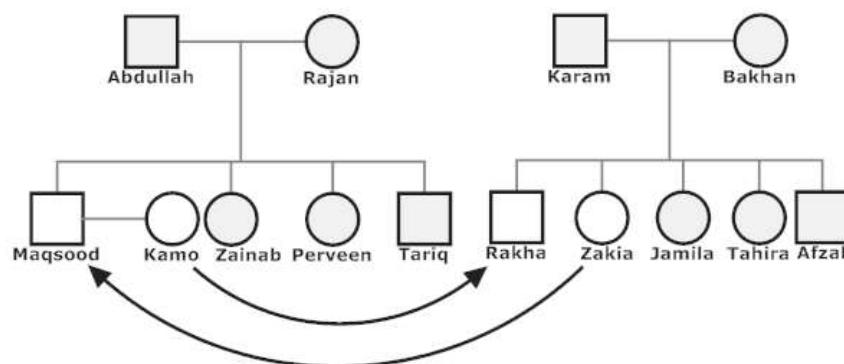 Abdullah Rajan Karam Bakhan
Maqsood Kamo Zainab Perveen Tariq Rakha Zakia Jamila Tahira Afzal